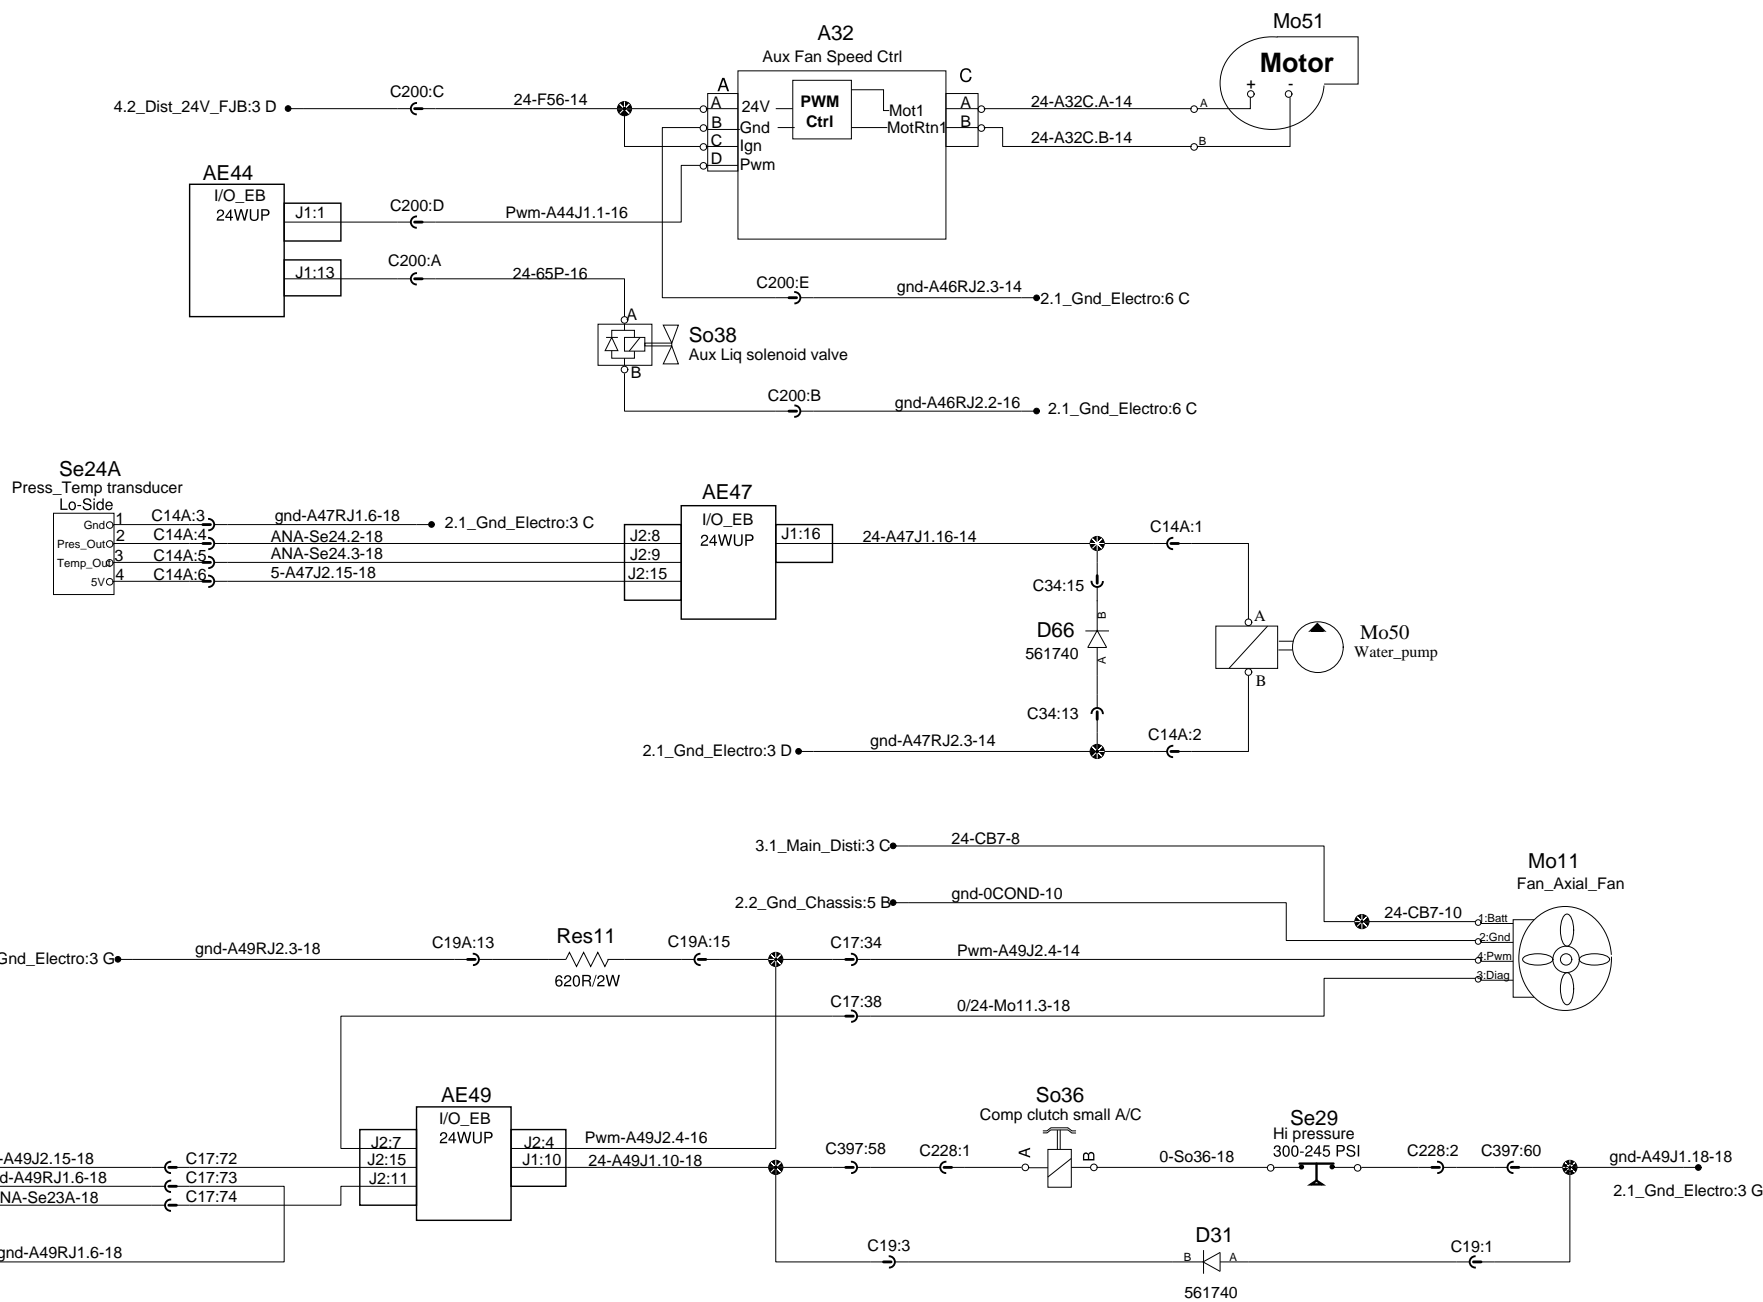 Mo51
A32
Aux Fan Speed Ctrl
Motor
+ -
4.2_Dist_24V_FJB:3 D
C200:C
24-F56-14
A
C
A 24V
B Gnd
C Ign
D Pwm
PWM
Ctrl
Mot1
MotRtn1
A
B
24-A32C.A-14
A
24-A32C.B-14
B
AE44
I/O_EB
24WUP
J1:1
C200:D
Pwm-A44J1.1-16
J1:13
C200:A
24-65P-16
C200:E
gnd-A46RJ2.3-14
2.1_Gnd_Electro:6 C
A
So38
Aux Liq solenoid valve
B
C200:B
gnd-A46RJ2.2-16
2.1_Gnd_Electro:6 C
Se24A
Press_Temp transducer
Lo-Side
Gnd 1
C14A:3
gnd-A47RJ1.6-18
2.1_Gnd_Electro:3 C
Pres_Out 2
C14A:4
ANA-Se24.2-18
Temp_Out 3
C14A:5
ANA-Se24.3-18
5V 4
C14A:6
5-A47J2.15-18
AE47
I/O_EB
24WUP
J2:8
J2:9
J2:15
J1:16
24-A47J1.16-14
C14A:1
C34:15
B
D66
561740
A
A
Mo50
Water_pump
B
C34:13
2.1_Gnd_Electro:3 D
gnd-A47RJ2.3-14
C14A:2
3.1_Main_Disti:3 C
24-CB7-8
Mo11
Fan_Axial_Fan
2.2_Gnd_Chassis:5 B
gnd-0COND-10
24-CB7-10
1:Batt
2:Gnd
4:Pwm
3:Diag
Gnd_Electro:3 G
gnd-A49RJ2.3-18
C19A:13
Res11
620R/2W
C19A:15
C17:34
Pwm-A49J2.4-14
C17:38
0/24-Mo11.3-18
AE49
I/O_EB
24WUP
J2:7
J2:15
J2:11
J2:4
J1:10
Pwm-A49J2.4-16
24-A49J1.10-18
-A49J2.15-18
C17:72
d-A49RJ1.6-18
C17:73
NA-Se23A-18
C17:74
gnd-A49RJ1.6-18
C397:58
C228:1
So36
Comp clutch small A/C
A
B
0-So36-18
Se29
Hi pressure
300-245 PSI
C228:2
C397:60
gnd-A49J1.18-18
2.1_Gnd_Electro:3 G
C19:3
D31
B A
561740
C19:1